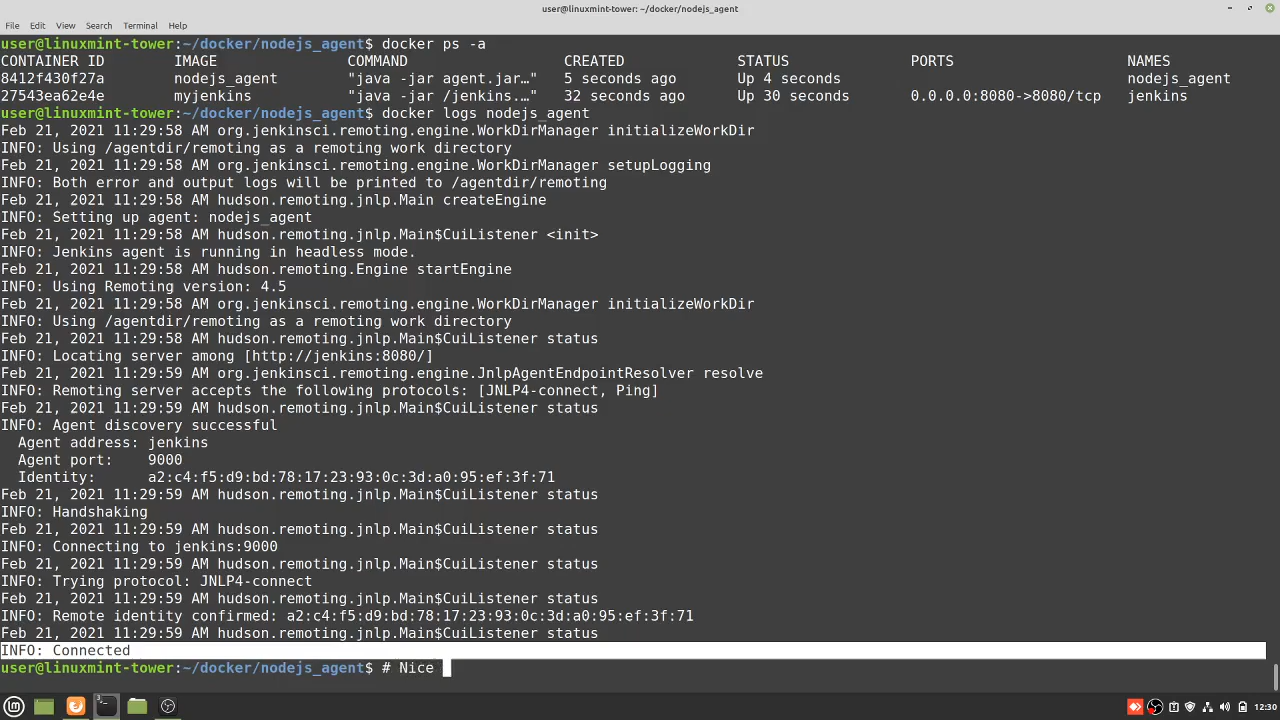 user@linuxmint-tower: ~/docker/nodejs_agent
File Edit View Search Terminal Help
user@linuxmint-tower:~/docker/nodejs_agent$ docker ps -a
CONTAINER ID IMAGE COMMAND CREATED STATUS PORTS NAMES
8412f430f27a nodejs_agent "java -jar agent.jar…" 5 seconds ago Up 4 seconds nodejs_agent
27543ea62e4e myjenkins "java -jar /jenkins.…" 32 seconds ago Up 30 seconds 0.0.0.0:8080->8080/tcp jenkins
user@linuxmint-tower:~/docker/nodejs_agent$ docker logs nodejs_agent
Feb 21, 2021 11:29:58 AM org.jenkinsci.remoting.engine.WorkDirManager initializeWorkDir
INFO: Using /agentdir/remoting as a remoting work directory
Feb 21, 2021 11:29:58 AM org.jenkinsci.remoting.engine.WorkDirManager setupLogging
INFO: Both error and output logs will be printed to /agentdir/remoting
Feb 21, 2021 11:29:58 AM hudson.remoting.jnlp.Main createEngine
INFO: Setting up agent: nodejs_agent
Feb 21, 2021 11:29:58 AM hudson.remoting.jnlp.Main$CuiListener <init>
INFO: Jenkins agent is running in headless mode.
Feb 21, 2021 11:29:58 AM hudson.remoting.Engine startEngine
INFO: Using Remoting version: 4.5
Feb 21, 2021 11:29:58 AM org.jenkinsci.remoting.engine.WorkDirManager initializeWorkDir
INFO: Using /agentdir/remoting as a remoting work directory
Feb 21, 2021 11:29:58 AM hudson.remoting.jnlp.Main$CuiListener status
INFO: Locating server among [http://jenkins:8080/]
Feb 21, 2021 11:29:59 AM org.jenkinsci.remoting.engine.JnlpAgentEndpointResolver resolve
INFO: Remoting server accepts the following protocols: [JNLP4-connect, Ping]
Feb 21, 2021 11:29:59 AM hudson.remoting.jnlp.Main$CuiListener status
INFO: Agent discovery successful
Agent address: jenkins
Agent port: 9000
Identity: a2:c4:f5:d9:bd:78:17:23:93:0c:3d:a0:95:ef:3f:71
Feb 21, 2021 11:29:59 AM hudson.remoting.jnlp.Main$CuiListener status
INFO: Handshaking
Feb 21, 2021 11:29:59 AM hudson.remoting.jnlp.Main$CuiListener status
INFO: Connecting to jenkins:9000
Feb 21, 2021 11:29:59 AM hudson.remoting.jnlp.Main$CuiListener status
INFO: Trying protocol: JNLP4-connect
Feb 21, 2021 11:29:59 AM hudson.remoting.jnlp.Main$CuiListener status
INFO: Remote identity confirmed: a2:c4:f5:d9:bd:78:17:23:93:0c:3d:a0:95:ef:3f:71
Feb 21, 2021 11:29:59 AM hudson.remoting.jnlp.Main$CuiListener status
INFO: Connected
user@linuxmint-tower:~/docker/nodejs_agent$ # Nice
12:30